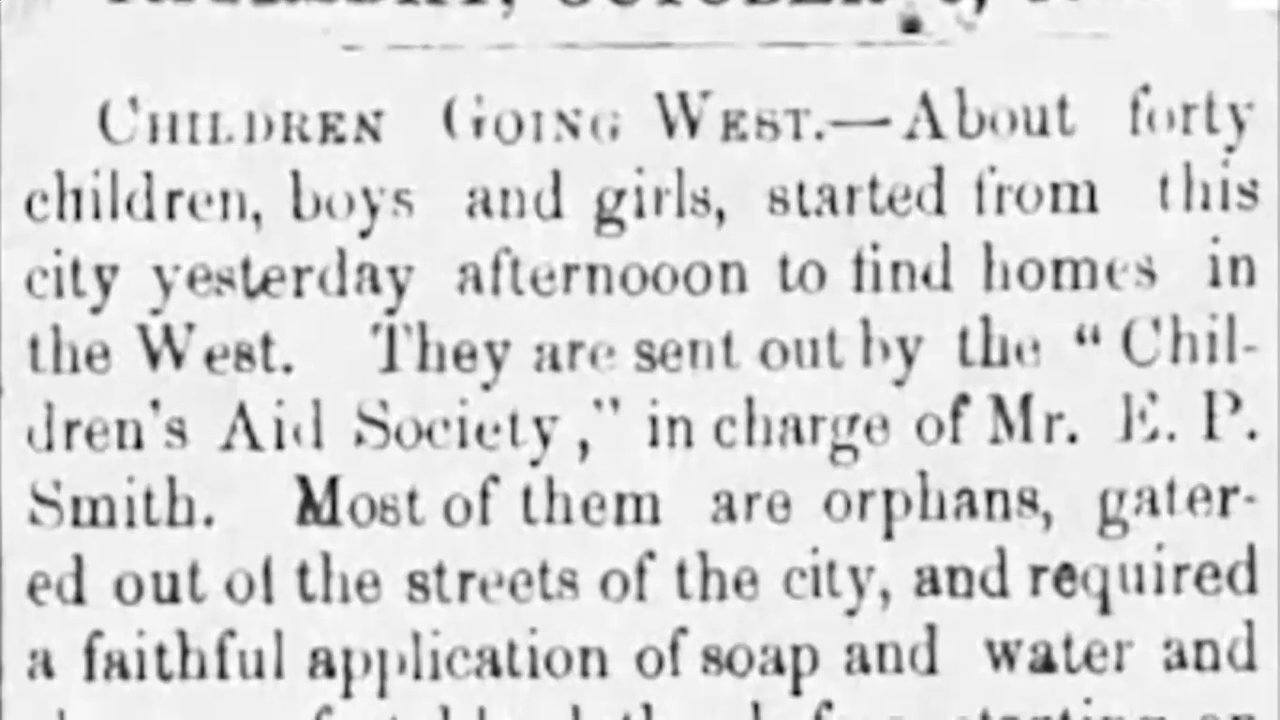 CHILDREN GOING WEST.—About forty
children, boys and girls, started from this
city yesterday afternooon to find homes in
the West. They are sent out by the “Chil-
dren's Aid Society,” in charge of Mr. E. P.
Smith. Most of them are orphans, gater-
ed out of the streets of the city, and required
a faithful application of soap and water and